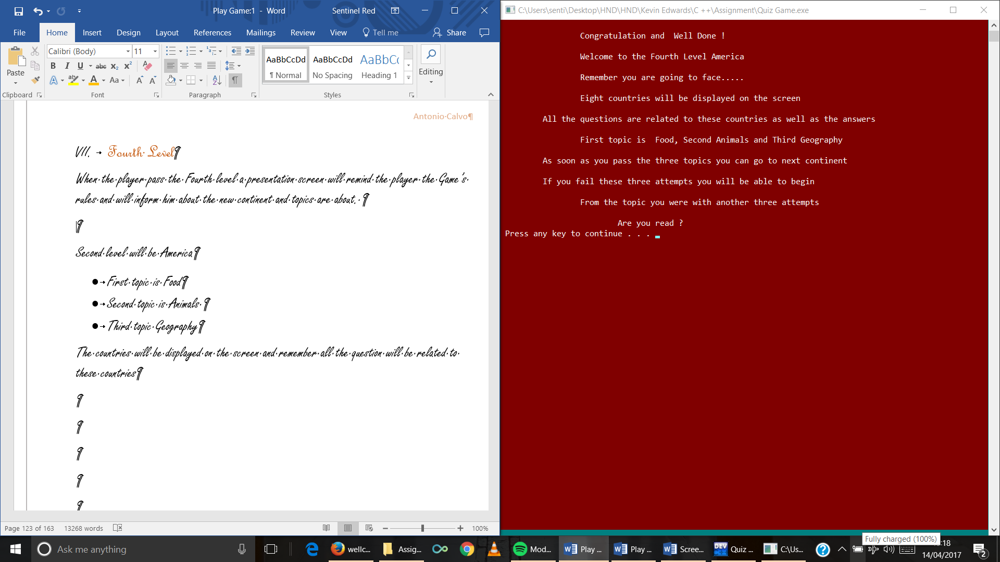 Play Game:1 - Word
Sentinel Red
File
Home
Insert
Design
Layout
References
Mailings
Review
View
Tell me
Share
Paste
Clipboard
Calibri (Body)
11
Font
Paragraph
AaBbCcDd
¶ Normal
AaBbCcDd
No Spacing
AaBbCc
Heading 1
Styles
Editing
Antonio·Calvo¶
VII. → Fourth·Level¶
When·the·player·pass·the·Fourth·level·a·presentation·screen·will·remind·the·player·the·Game's·
rules·and·will·inform·him·about·the·new·continent·and·topics·are·about.·¶
¶
Second·level·will·be·America¶
●→First·topic·is·Food¶
●→Second·topic·is·Animals·¶
●→Third·topic·Geography¶
The·countries·will·be·displayed·on·the·screen·and·remember·all·the·question·will·be·related·to·
these·countries¶
¶
¶
¶
¶
¶
Page 123 of 163
13268 words
100%
C:\Users\senti\Desktop\HND\HND\Kevin Edwards\C ++\Assignment\Quiz Game.exe
Congratulation and  Well Done !
Welcome to the Fourth Level America
Remember you are going to face.....
Eight countries will be displayed on the screen
All the questions are related to these countries as well as the answers
First topic is  Food, Second Animals and Third Geography
As soon as you pass the three topics you can go to next continent
If you fail these three attempts you will be able to begin
From the topic you were with another three attempts
Are you read ?
Press any key to continue . . .
Ask me anything
wellc...
Assig...
Mod...
Play ...
Play ...
Scree...
DEV
Quiz ...
C:\Us...
Fully charged (100%)
:18
14/04/2017
2